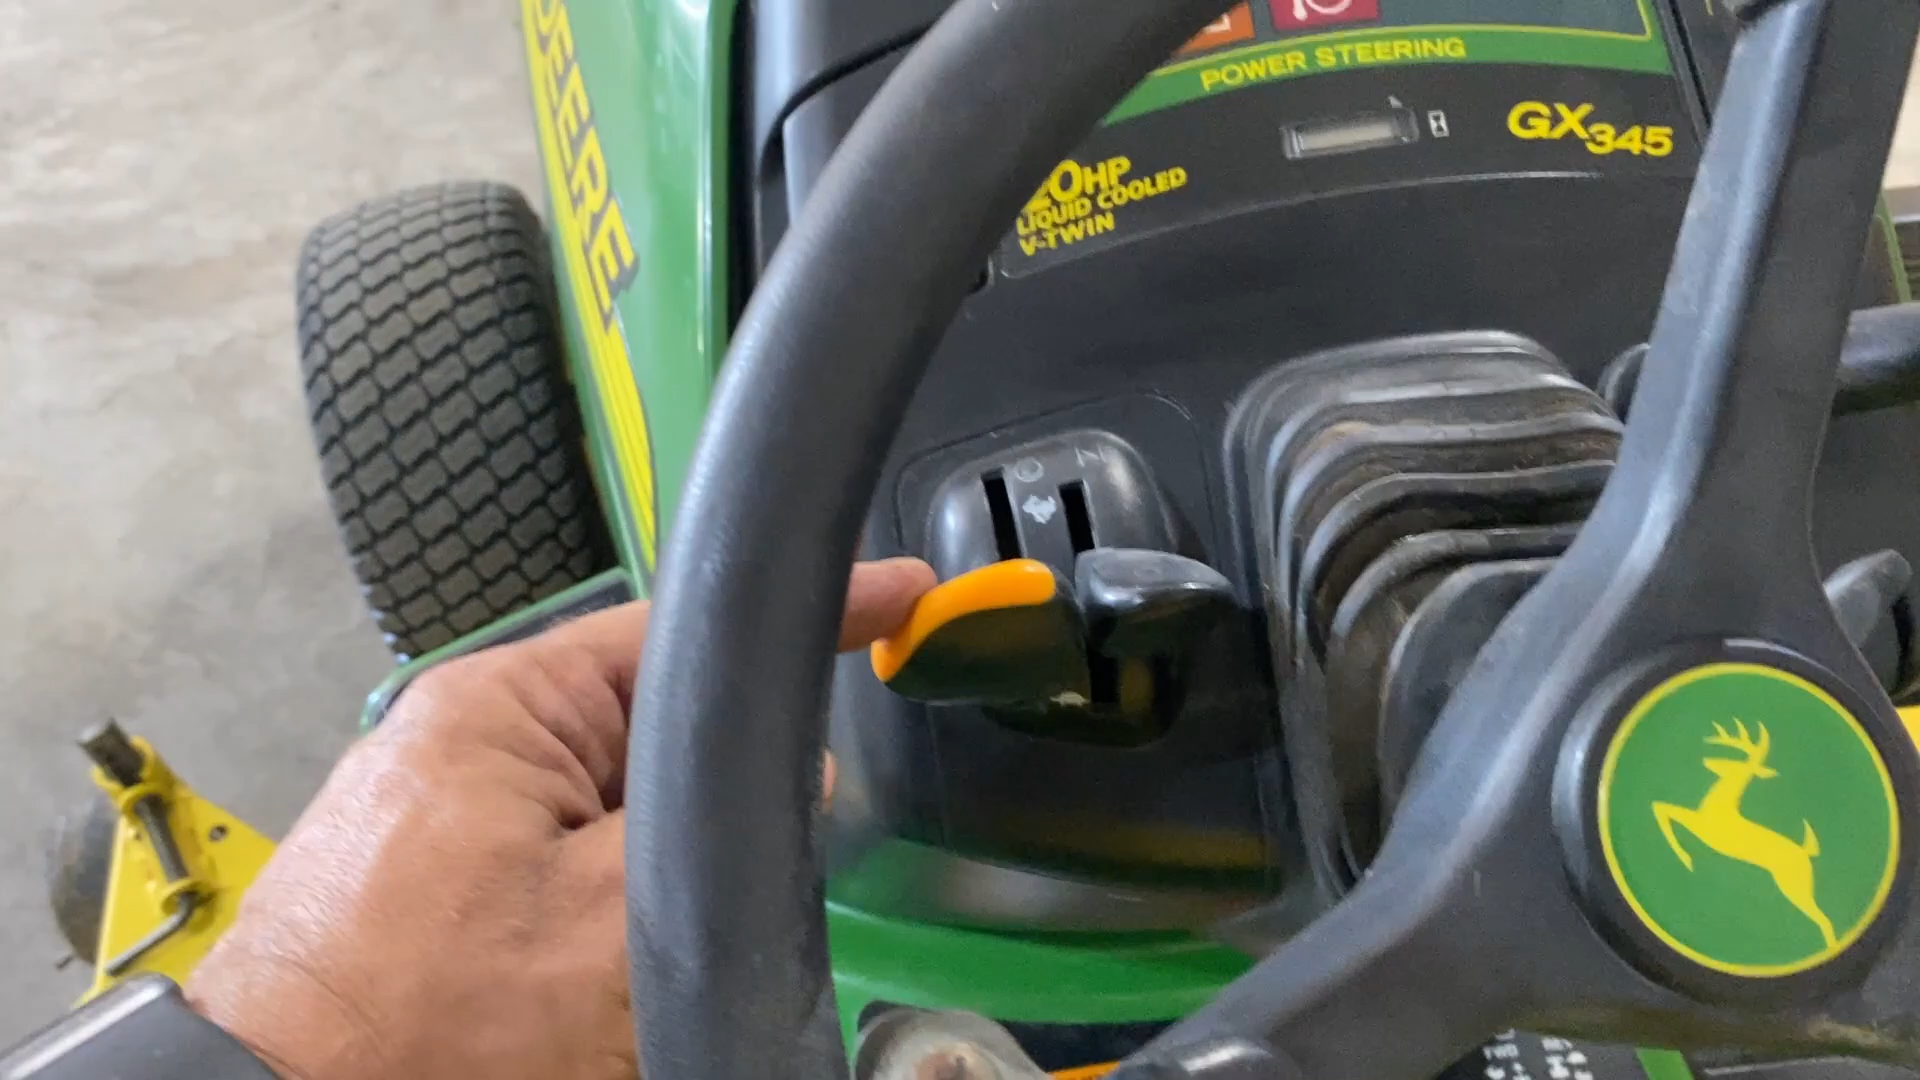 DEERE
POWER STEERING
GX345
20HP
LIQUID COOLED
V-TWIN